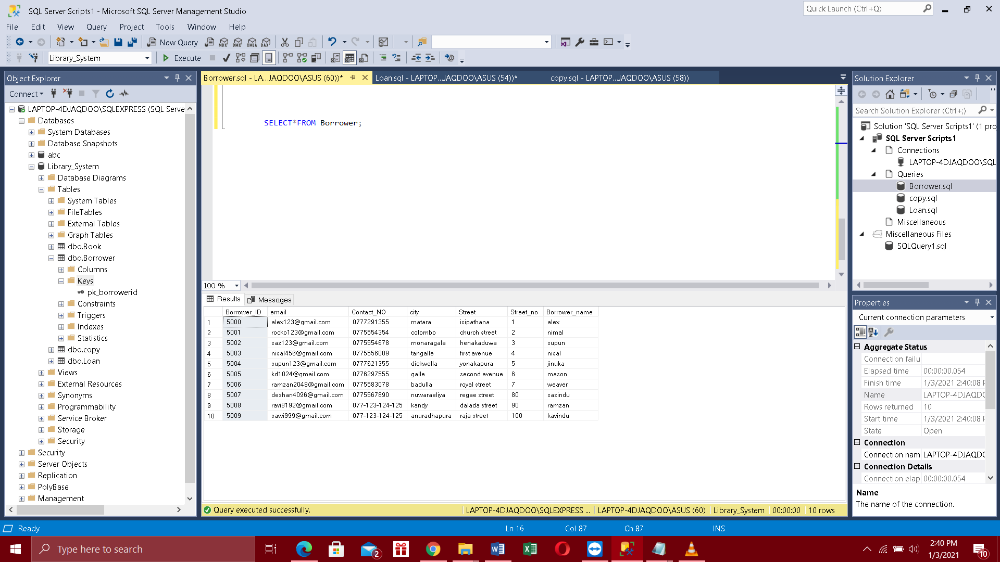 SQL Server Scripts1 - Microsoft SQL Server Management Studio
Quick Launch (Ctrl+Q)
File Edit View Query Project Tools Window Help
New Query MDX DMX XMLA DAX
Library_System Execute
Object Explorer
Connect
LAPTOP-4DJAQDOO\SQLEXPRESS (SQL Serve
Databases
System Databases
Database Snapshots
abc
Library_System
Database Diagrams
Tables
System Tables
FileTables
External Tables
Graph Tables
dbo.Book
dbo.Borrower
Columns
Keys
pk_borrowerid
Constraints
Triggers
Indexes
Statistics
dbo.copy
dbo.Loan
Views
External Resources
Synonyms
Programmability
Service Broker
Storage
Security
Security
Server Objects
Replication
PolyBase
Management
Borrower.sql - LA...JAQDOO\ASUS (60))* Loan.sql - LAPTOP...JAQDOO\ASUS (54))* copy.sql - LAPTOP...JAQDOO\ASUS (58))
SELECT*FROM Borrower;
100 %
Results Messages
Borrower_ID email Contact_NO city Street Street_no Borrower_name
1 5000 alex123@gmail.com 0777291355 matara isipathana 1 alex
2 5001 rocko123@gmail.com 0775554354 colombo church street 2 nimal
3 5002 saz123@gmail.com 0775554678 monaragala henakaduwa 3 supun
4 5003 nisal456@gmail.com 0775556009 tangalle first avenue 4 nisal
5 5004 supun123@gmail.com 0777621355 dickwella yonakapura 5 jinuka
6 5005 kd1024@gmail.com 0776297555 galle second avenue 6 mason
7 5006 ramzan2048@gmail.com 0775583078 badulla royal street 7 weaver
8 5007 deshan4096@gmail.com 0775567890 nuwaraeliya regae street 80 sasindu
9 5008 ravi8192@gmail.com 077-123-124-125 kandy dalada street 90 ramzan
10 5009 sawi999@gmail.com 077-123-124-125 anuradhapura raja street 100 kavindu
Query executed successfully. LAPTOP-4DJAQDOO\SQLEXPRESS ... LAPTOP-4DJAQDOO\ASUS (60) Library_System 00:00:00 10 rows
Solution Explorer
Search Solution Explorer (Ctrl+;)
Solution 'SQL Server Scripts1' (1 proj
SQL Server Scripts1
Connections
LAPTOP-4DJAQDOO\SQL
Queries
Borrower.sql
copy.sql
Loan.sql
Miscellaneous
Miscellaneous Files
SQLQuery1.sql
Properties
Current connection parameters
Aggregate Status
Connection failu
Elapsed time 00:00:00.054
Finish time 1/3/2021 2:40:08 P
Name LAPTOP-4DJAQDO
Rows returned 10
Start time 1/3/2021 2:40:08 P
State Open
Connection
Connection nam LAPTOP-4DJAQDO
Connection Details
Connection elap 00:00:00.054
Name
The name of the connection.
Ready Ln 16 Col 87 Ch 87 INS
Type here to search
2
2:40 PM
1/3/2021
10